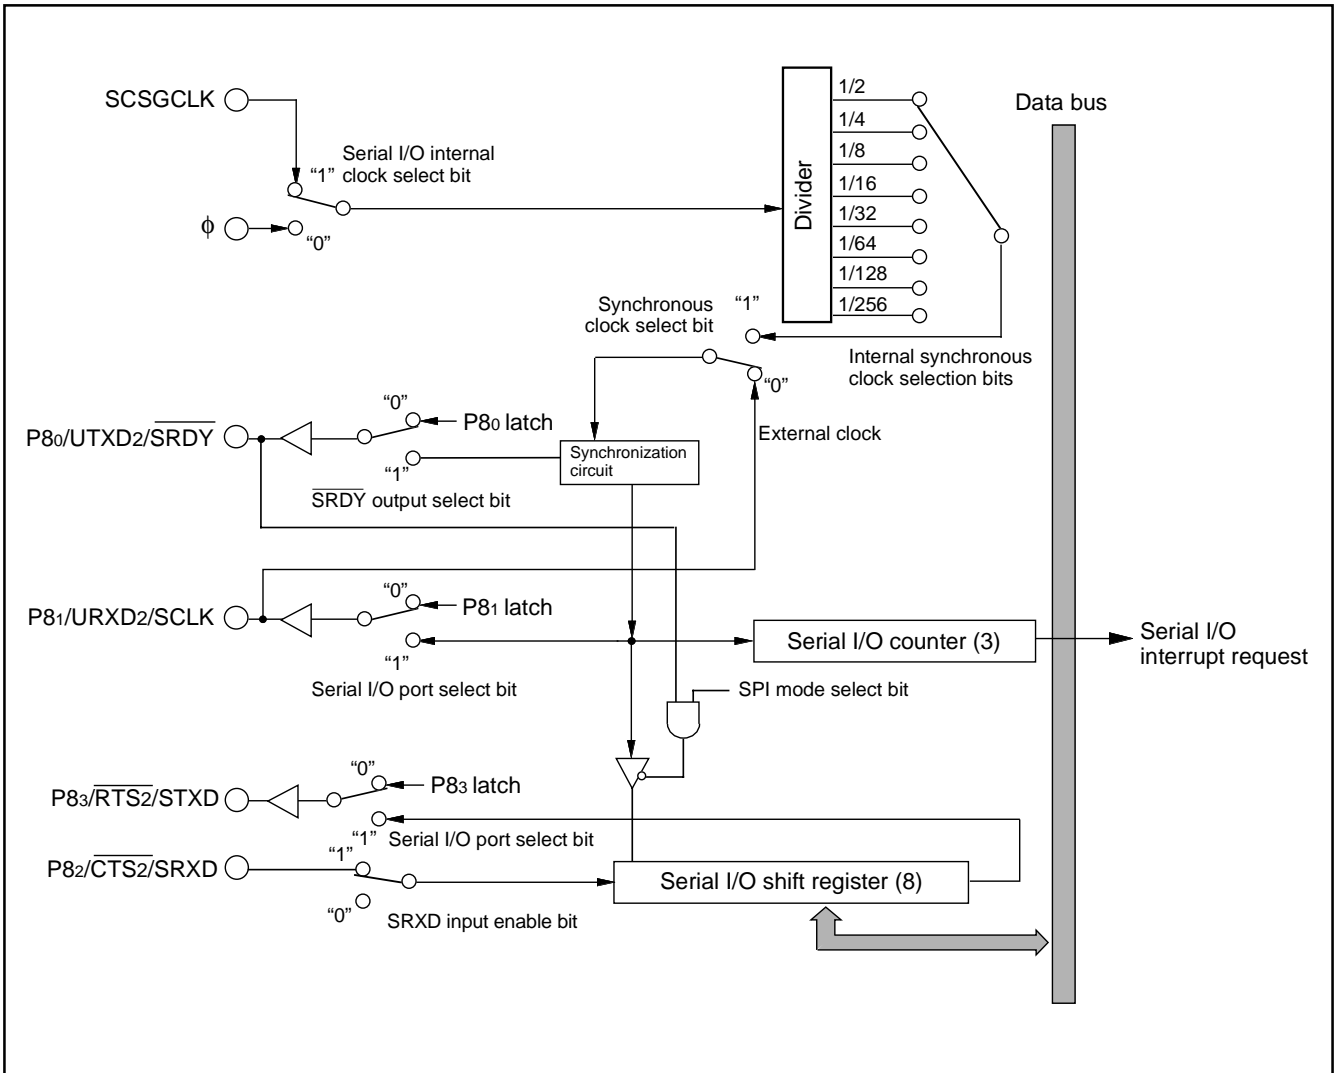 SCSGCLK
“1”
Serial I/O internal
clock select bit
ϕ
“0”
Divider
1/2
1/4
1/8
1/16
1/32
1/64
1/128
1/256
Data bus
Synchronous
clock select bit
“1”
“0”
Internal synchronous
clock selection bits
External clock
P80/UTXD2/SRDY
“0”
P80 latch
“1”
SRDY output select bit
Synchronization
circuit
P81/URXD2/SCLK
“0”
P81 latch
“1”
Serial I/O port select bit
Serial I/O counter (3)
Serial I/O
interrupt request
SPI mode select bit
P83/RTS2/STXD
“0”
P83 latch
“1”
Serial I/O port select bit
P82/CTS2/SRXD
“1”
“0”
SRXD input enable bit
Serial I/O shift register (8)